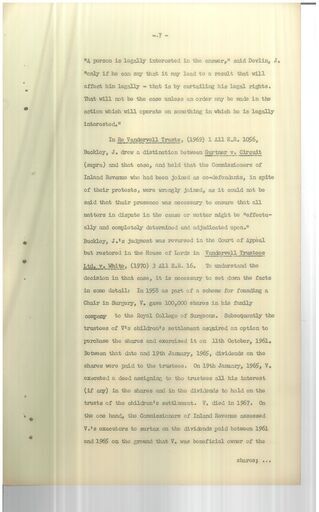 - 7 -
"A person is legally interested in the answer," said Devlin, J.
"only if he can say that it may lead to a result that will
affect him legally - that is by curtailing his legal rights.
That will not be the case unless an order may be made in the
action which will operate on something in which he is legally
interested."
In Re Vandervell Trusts, (1969) 3 All E.R. 1056,
Buckley, J. drew a distinction between Gurtner v. Circuit
(supra) and that case, and held that the Commissioners of
Inland Revenue who had been joined as co-defendants, in spite
of their protests, were wrongly joined, as it could not be
said that their presence was necessary to ensure that all
matters in dispute in the cause or matter might be "effectu-
ally and completely determined and adjudicated upon."
Buckley, J.'s judgment was reversed in the Court of Appeal
but restored in the House of Lords in Vandervell Trustees
Ltd. v. White, (1970) 3 All E.R. 16. To understand the
decision in that case, it is necessary to set down the facts
in some detail: In 1958 as part of a scheme for founding a
Chair in Surgery, V. gave 100,000 shares in his family
company to the Royal College of Surgeons. Subsequently the
trustees of V's children's settlement acquired an option to
purchase the shares and exercised it on 11th October, 1961.
Between that date and 19th January, 1965, dividends on the
shares were paid to the trustees. On 19th January, 1965, V.
executed a deed assigning to the trustees all his interest
(if any) in the shares and in the dividends to hold on the
trusts of the children's settlement. V. died in 1967. On
the one hand, the Commissioners of Inland Revenue assessed
V.'s executors to surtax on the dividends paid between 1961
and 1965 on the ground that V. was beneficial owner of the
shares; ...